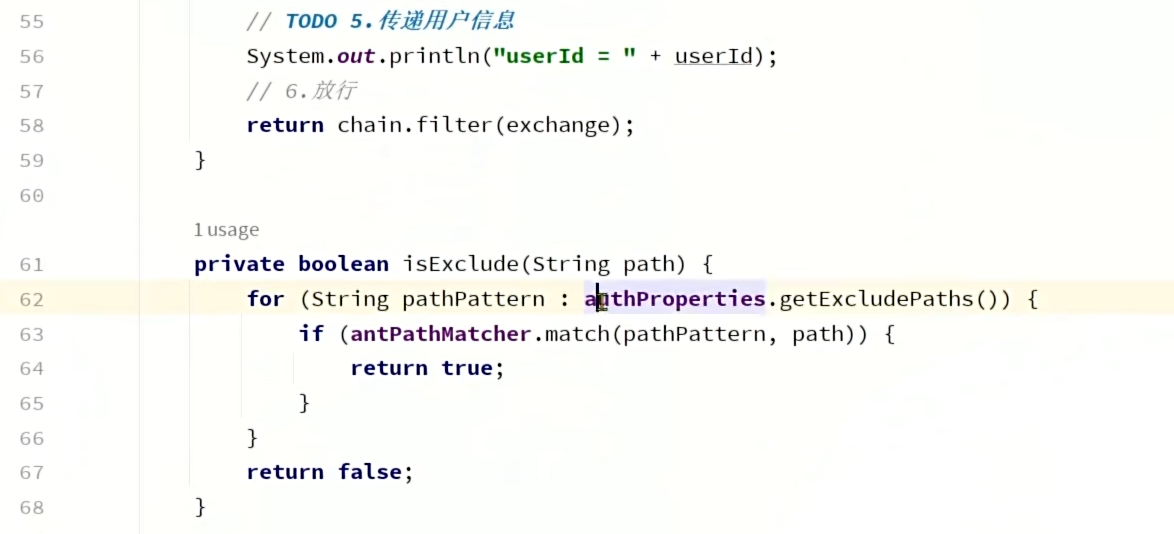 55 // TODO 5.传递用户信息
56 System.out.println("userId = " + userId);
57 // 6.放行
58 return chain.filter(exchange);
59 }
60
1 usage
61 private boolean isExclude(String path) {
62 for (String pathPattern : authProperties.getExcludePaths()) {
63 if (antPathMatcher.match(pathPattern, path)) {
64 return true;
65 }
66 }
67 return false;
68 }